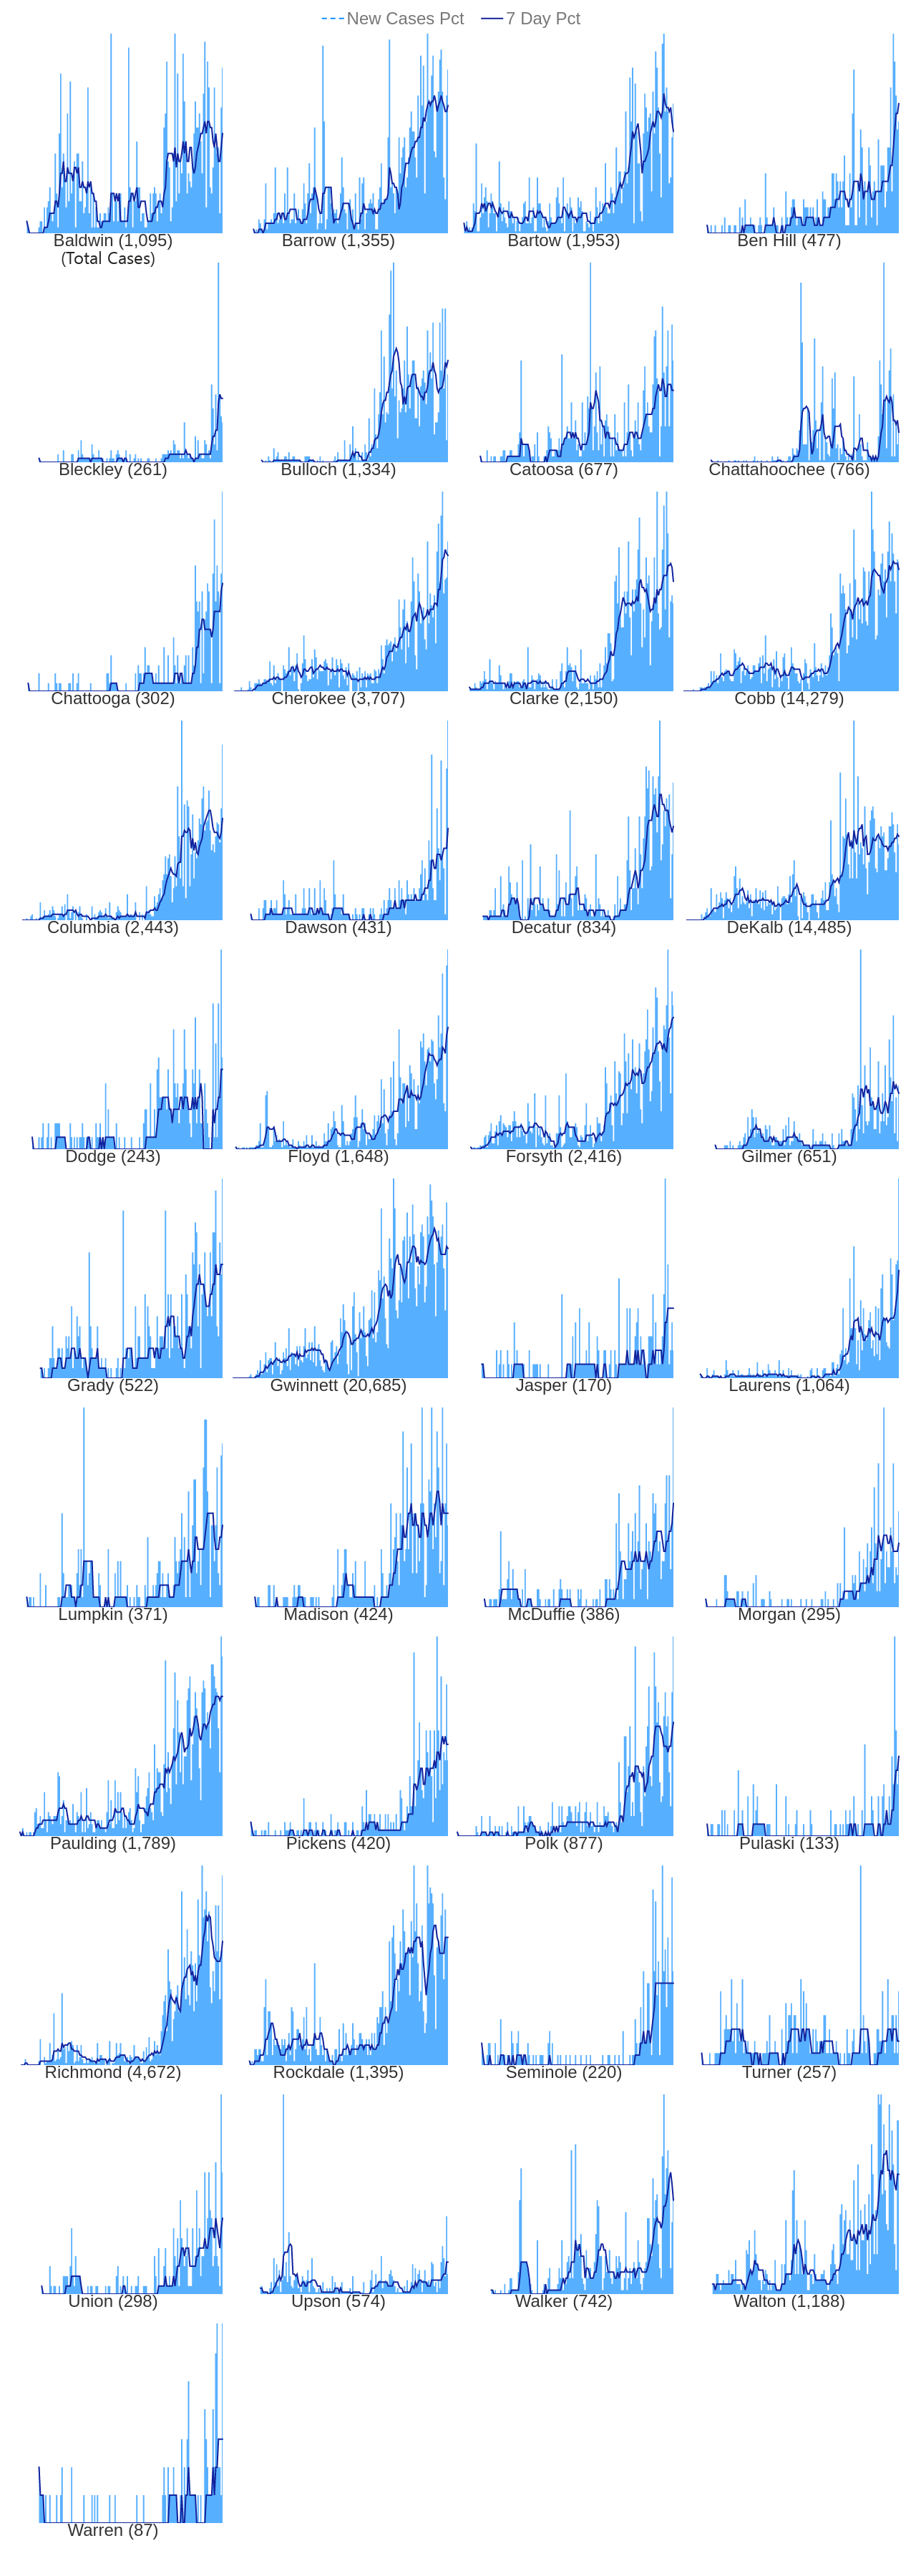 New Cases Pct 7 Day Pct
Baldwin (1,095) Barrow (1,355) Bartow (1,953) Ben Hill (477)
(Total Cases)
Bleckley (261) Bulloch (1,334) Catoosa (677) Chattahoochee (766)
Chattooga (302) Cherokee (3,707) Clarke (2,150) Cobb (14,279)
Columbia (2,443) Dawson (431) Decatur (834) DeKalb (14,485)
Dodge (243) Floyd (1,648) Forsyth (2,416) Gilmer (651)
Grady (522) Gwinnett (20,685) Jasper (170) Laurens (1,064)
Lumpkin (371) Madison (424) McDuffie (386) Morgan (295)
Paulding (1,789) Pickens (420) Polk (877) Pulaski (133)
Richmond (4,672) Rockdale (1,395) Seminole (220) Turner (257)
Union (298) Upson (574) Walker (742) Walton (1,188)
Warren (87)